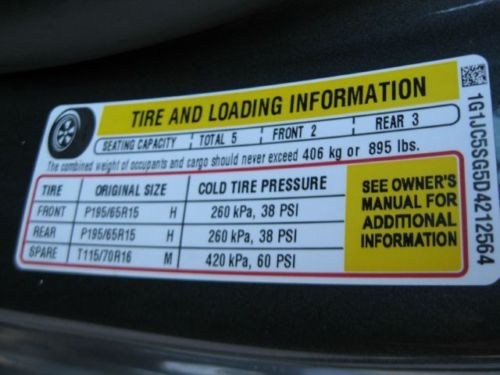 TIRE AND LOADING INFORMATION
SEATING CAPACITY TOTAL 5 FRONT 2 REAR 3
The combined weight of occupants and cargo should never exceed 406 kg or 895 lbs.
TIRE ORIGINAL SIZE COLD TIRE PRESSURE
FRONT P195/65R15 H 260 kPa, 38 PSI
REAR P195/65R15 H 260 kPa, 38 PSI
SPARE T115/70R16 M 420 kPa, 60 PSI
SEE OWNER'S
MANUAL FOR
ADDITIONAL
INFORMATION
1G1JC5SG5D4212564